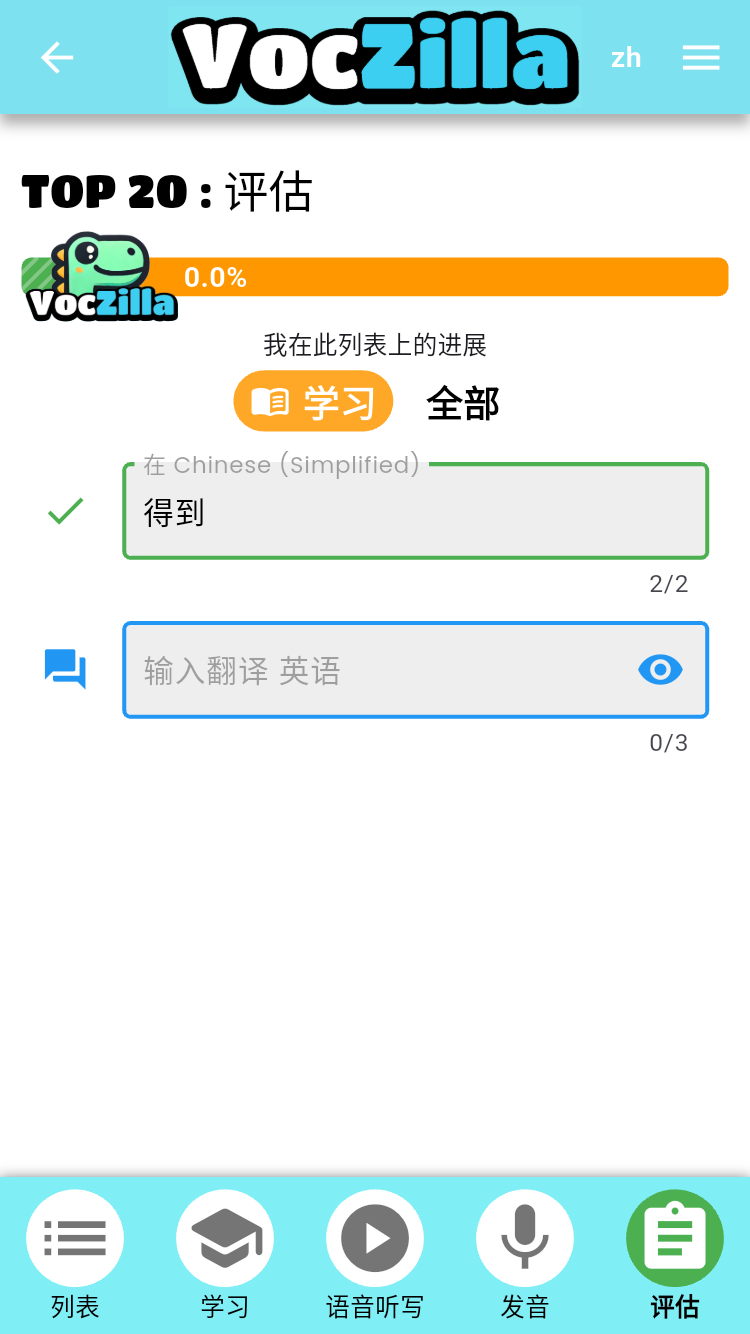 VocZilla
zh
TOP 20 : 评估
0.0%
VocZilla
我在此列表上的进展
学习 全部
在 Chinese (Simplified)
得到
2/2
输入翻译 英语
0/3
列表 学习 语音听写 发音 评估